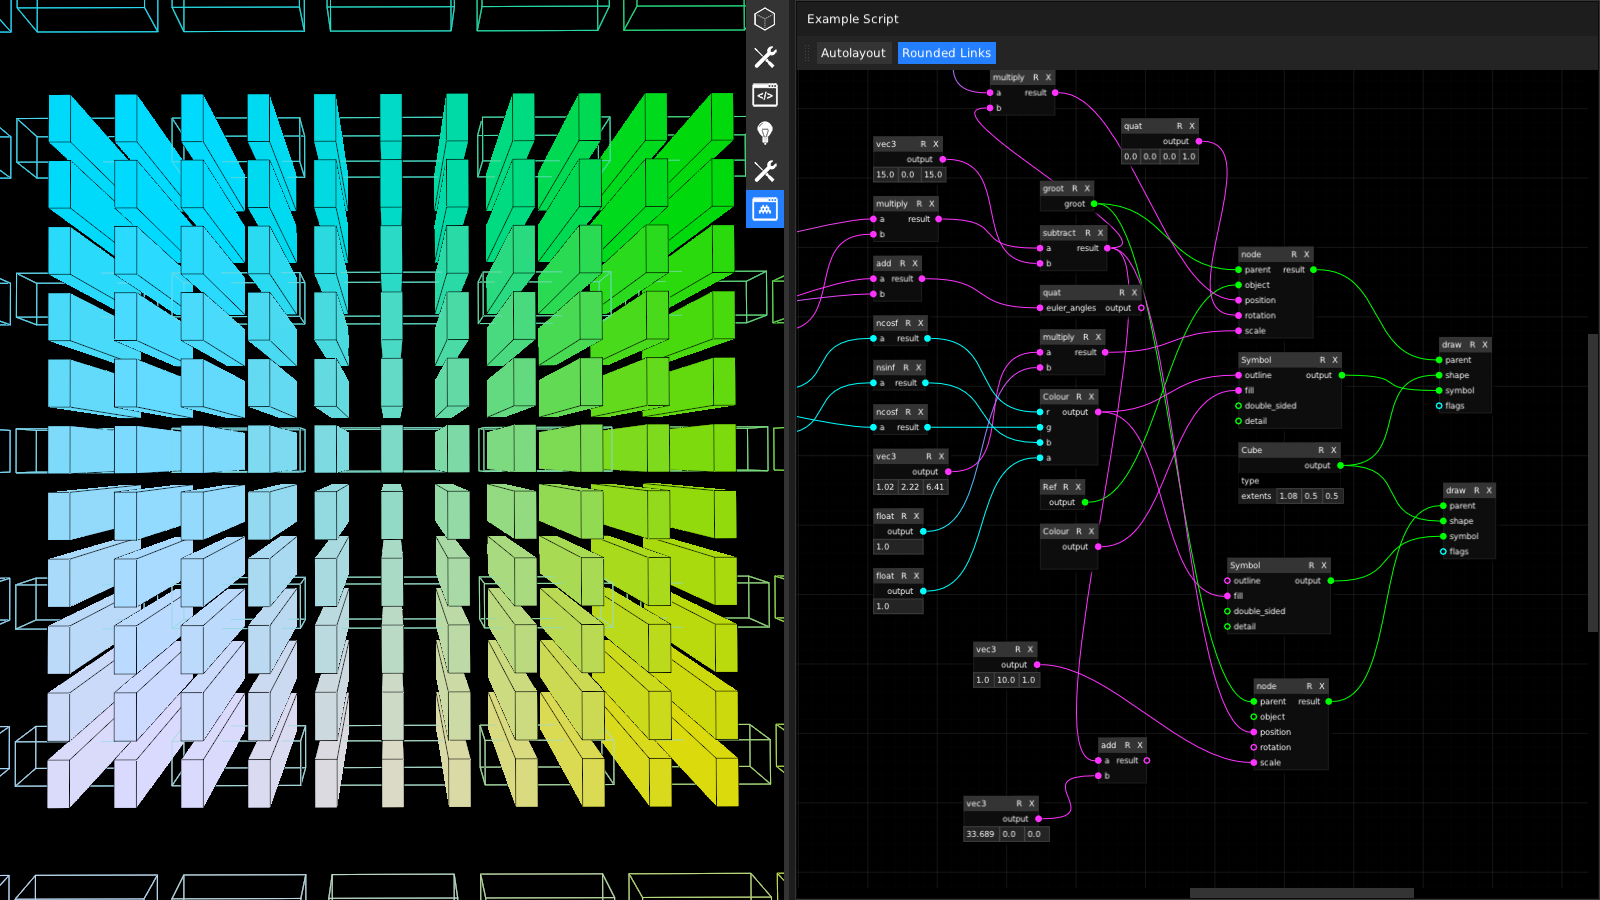 Example Script
Autolayout Rounded Links
multiply R X
a result
b
quat R X
output
0.0 0.0 0.0 1.0
vec3 R X
output
15.0 0.0 15.0
groot R X
groot
multiply R X
a result
b
subtract R X
a result
b
node R X
parent result
object
position
rotation
scale
add R X
a result
b
quat R X
euler_angles output
ncosf R X
a result
multiply R X
a result
b
draw R X
parent
shape
symbol
flags
Symbol R X
outline output
fill
double_sided
detail
nsinf R X
a result
Colour R X
r output
g
b
a
ncosf R X
a result
Cube R X
output
type
extents 1.08 0.5 0.5
vec3 R X
output
1.02 2.22 6.41
Ref R X
output
draw R X
parent
shape
symbol
flags
float R X
output
1.0
Colour R X
output
Symbol R X
outline output
fill
double_sided
detail
float R X
output
1.0
vec3 R X
output
1.0 10.0 1.0
node R X
parent result
object
position
rotation
scale
add R X
a result
b
vec3 R X
output
33.689 0.0 0.0